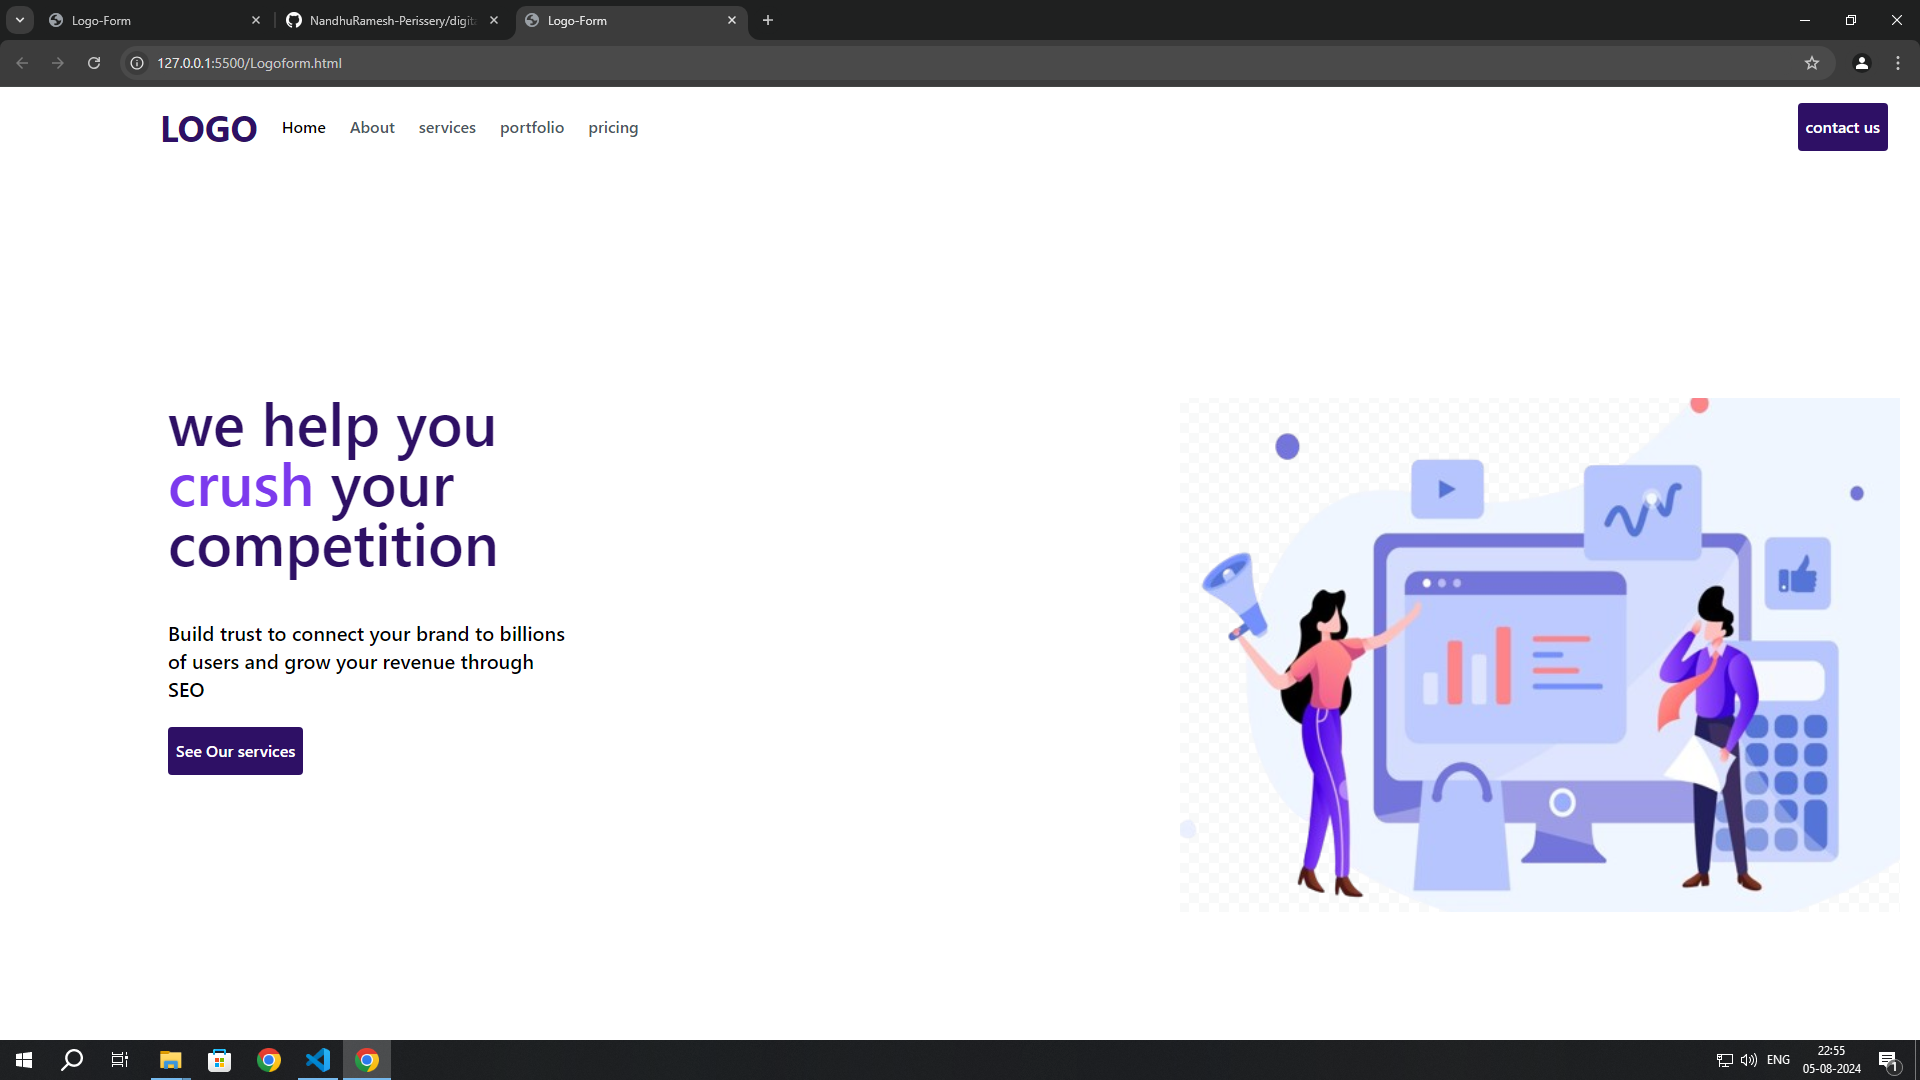 Logo-Form
NandhuRamesh-Perissery/digit
Logo-Form
127.0.0.1:5500/Logoform.html
LOGO Home About services portfolio pricing contact us
we help you
crush your
competition
Build trust to connect your brand to billions
of users and grow your revenue through
SEO
See Our services
ENG
22:55
05-08-2024
1